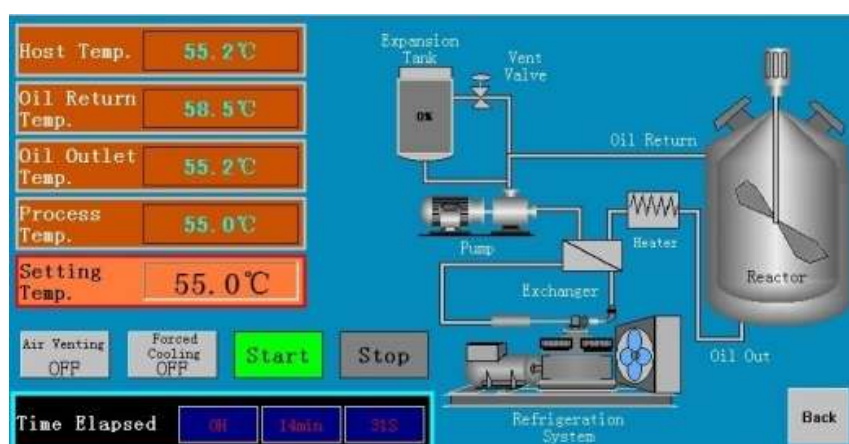 Host Temp. 55.2℃
Oil Return
Temp. 58.5℃
Oil Outlet
Temp. 55.2℃
Process
Temp. 55.0℃
Setting
Temp. 55.0℃
Air Venting
OFF
Forced
Cooling
OFF
Start
Stop
Time Elapsed 0H 14min 31S
Expansion
Tank
0%
Vent
Valve
Oil Return
Pump
Heater
Exchanger
Reactor
Oil Out
Refrigeration
System
Back